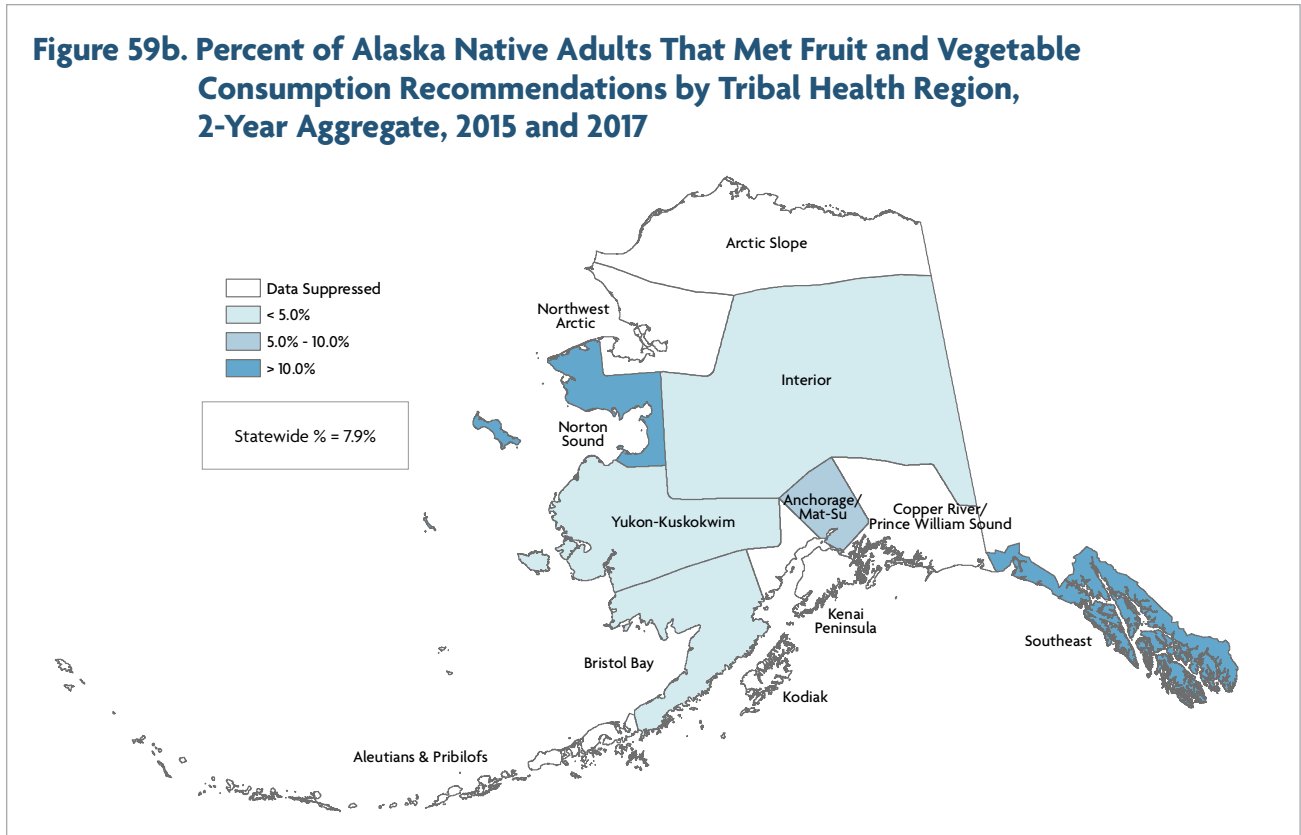 Figure 59b. Percent of Alaska Native Adults That Met Fruit and Vegetable
Consumption Recommendations by Tribal Health Region,
2-Year Aggregate, 2015 and 2017
Arctic Slope
Data Suppressed
< 5.0%
5.0% - 10.0%
> 10.0%
Statewide % = 7.9%
Northwest
Arctic
Interior
Norton
Sound
Yukon-Kuskokwim
Anchorage/
Mat-Su
Copper River/
Prince William Sound
Kenai
Peninsula
Southeast
Bristol Bay
Kodiak
Aleutians & Pribilofs